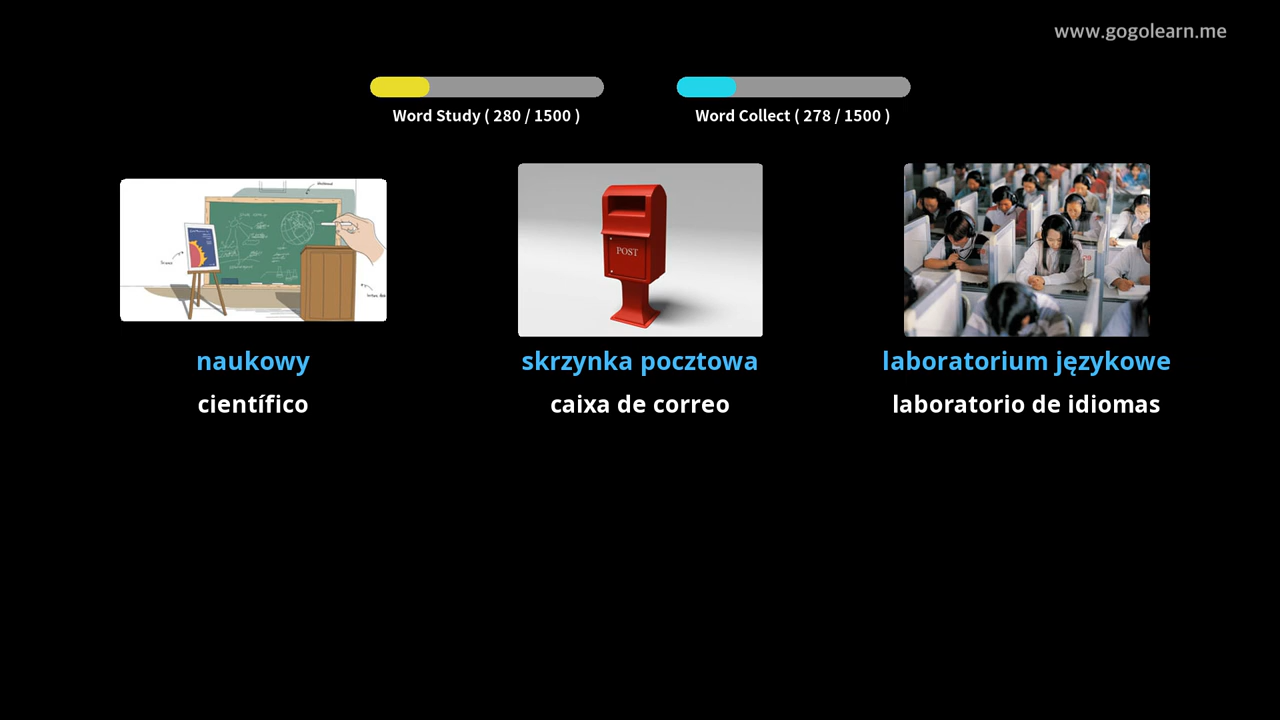 www.gogolearn.me
Word Study ( 280 / 1500 )
Word Collect ( 278 / 1500 )
POST
naukowy
skrzynka pocztowa
laboratorium językowe
científico
caixa de correo
laboratorio de idiomas